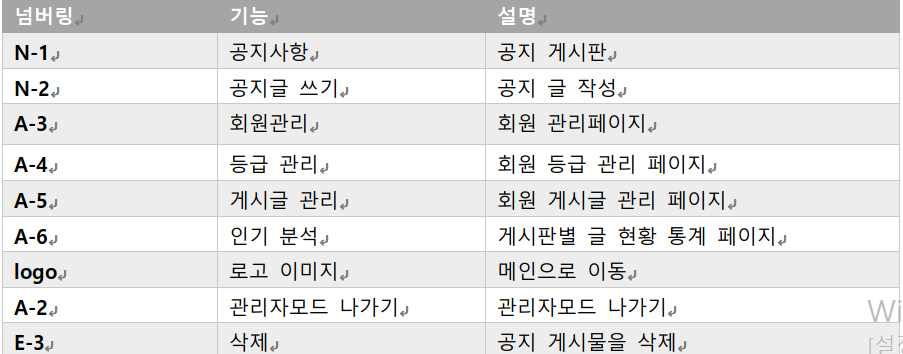 넘버링 기능 설명
N-1 공지사항 공지 게시판
N-2 공지글 쓰기 공지 글 작성
A-3 회원관리 회원 관리페이지
A-4 등급 관리 회원 등급 관리 페이지
A-5 게시글 관리 회원 게시글 관리 페이지
A-6 인기 분석 게시판별 글 현황 통계 페이지
logo 로고 이미지 메인으로 이동
A-2 관리자모드 나가기 관리자모드 나가기
E-3 삭제 공지 게시물을 삭제